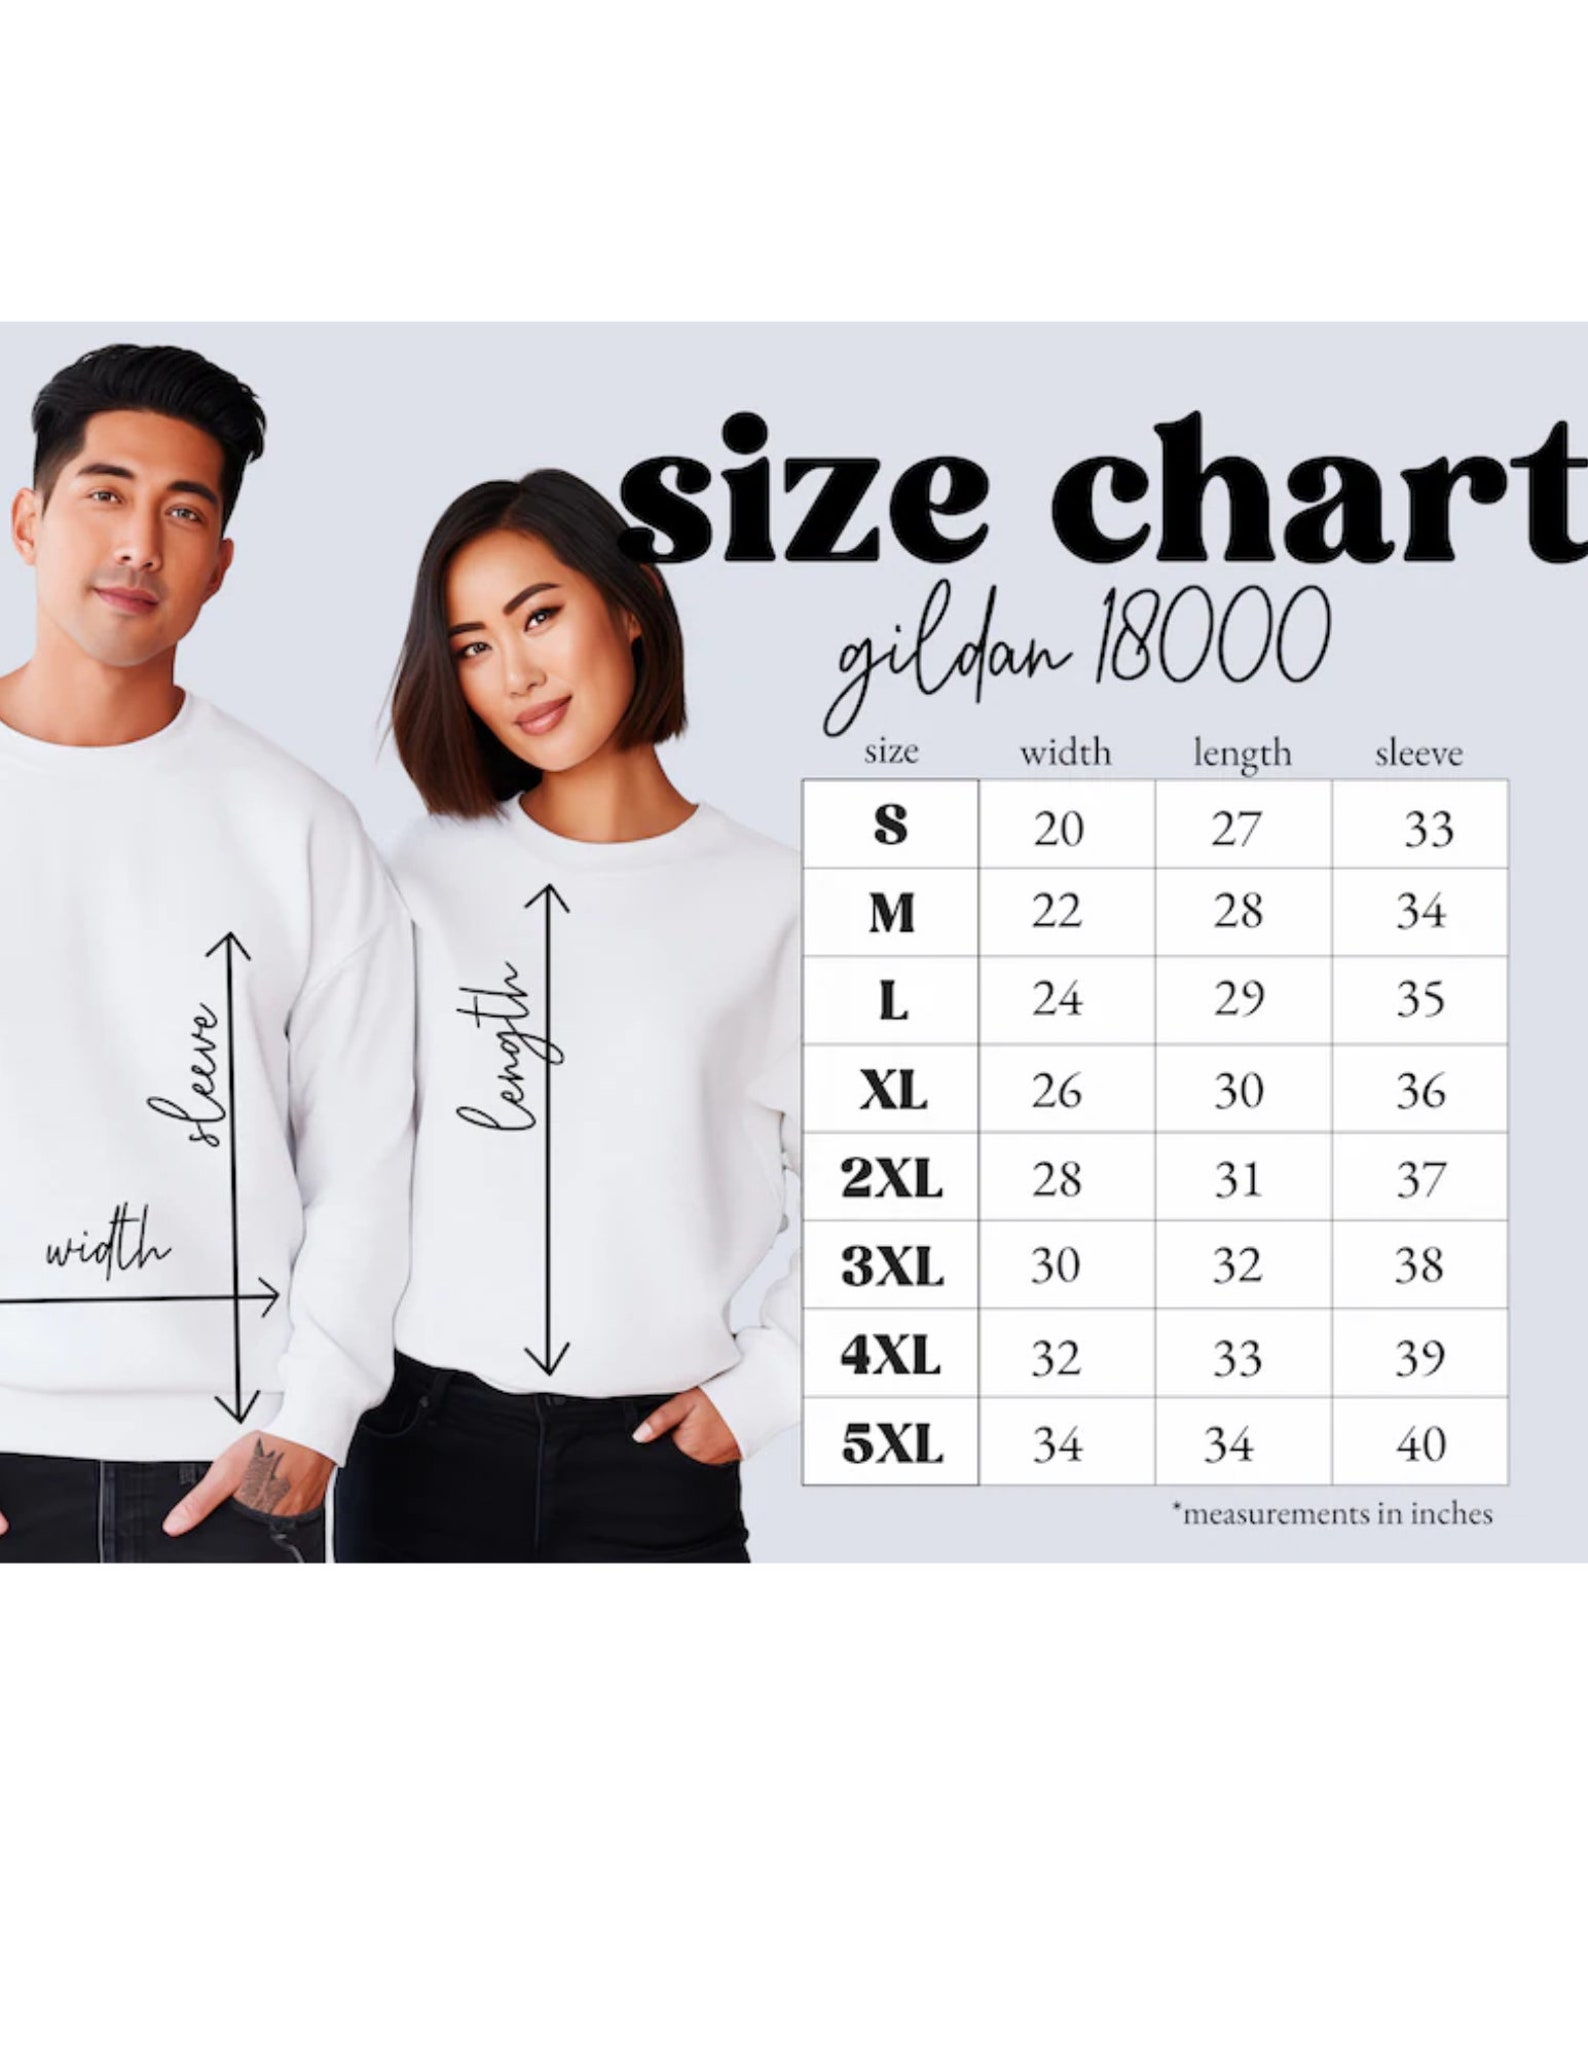 size chart
gildan 18000
size width length sleeve
S 20 27 33
M 22 28 34
L 24 29 35
XL 26 30 36
2XL 28 31 37
3XL 30 32 38
4XL 32 33 39
5XL 34 34 40
*measurements in inches
sleeve
width
length